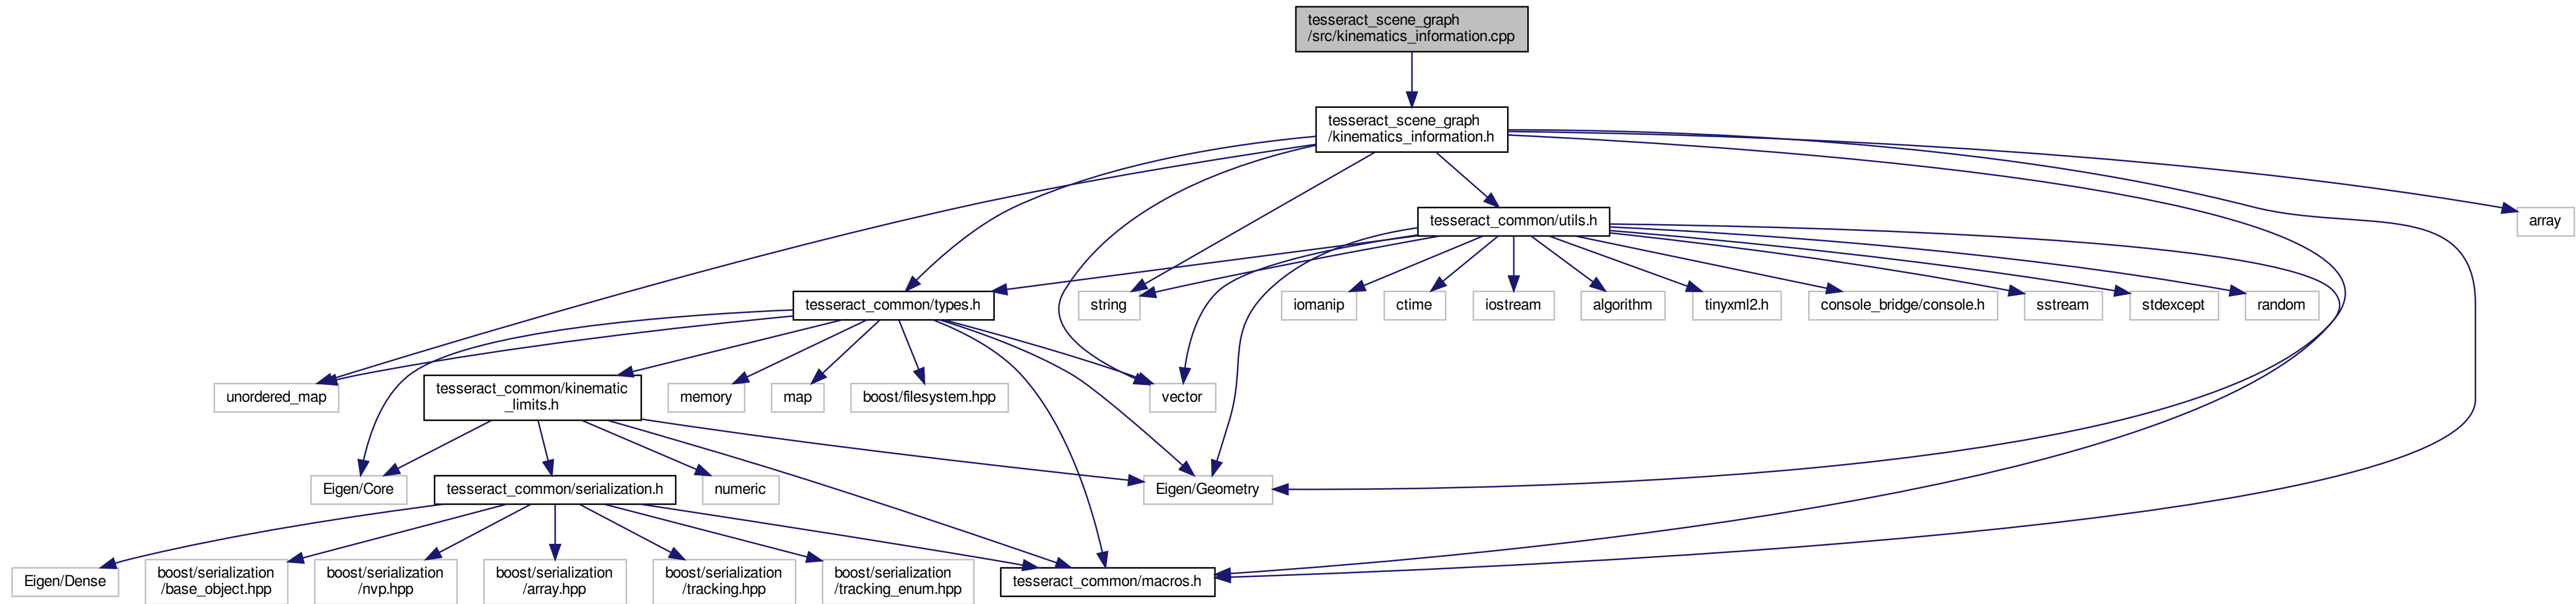 tesseract_scene_graph
/src/kinematics_information.cpp
tesseract_scene_graph
/kinematics_information.h
tesseract_common/utils.h
array
tesseract_common/types.h
string
iomanip
ctime
iostream
algorithm
tinyxml2.h
console_bridge/console.h
sstream
stdexcept
random
unordered_map
tesseract_common/kinematic
_limits.h
memory
map
boost/filesystem.hpp
vector
Eigen/Core
tesseract_common/serialization.h
numeric
Eigen/Geometry
Eigen/Dense
boost/serialization
/base_object.hpp
boost/serialization
/nvp.hpp
boost/serialization
/array.hpp
boost/serialization
/tracking.hpp
boost/serialization
/tracking_enum.hpp
tesseract_common/macros.h